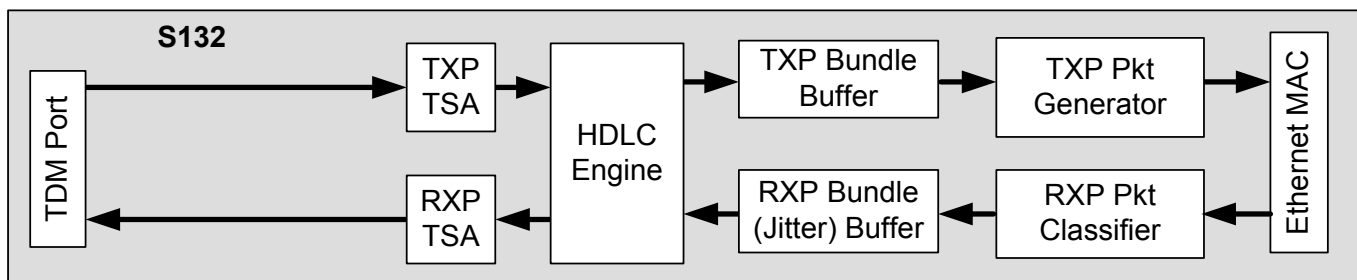 S132
TDM Port
TXP
TSA
HDLC
Engine
TXP Bundle
Buffer
TXP Pkt
Generator
Ethernet MAC
RXP
TSA
RXP Bundle
(Jitter) Buffer
RXP Pkt
Classifier